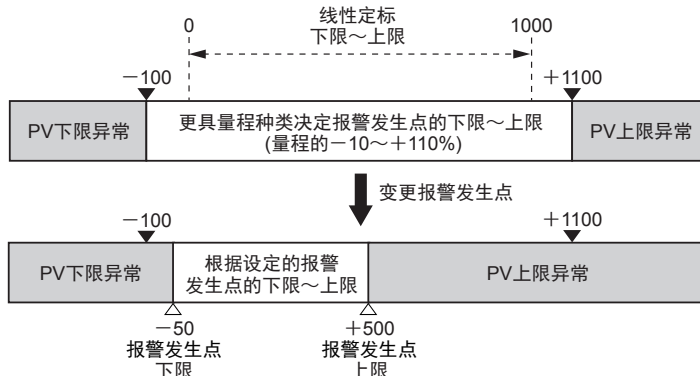 线性定标
0
下限～上限
1000
－100
＋1100
PV下限异常
更具量程种类决定报警发生点的下限～上限
(量程的－10～＋110%)
PV上限异常
变更报警发生点
－100
＋1100
PV下限异常
根据设定的报警
发生点的下限～上限
PV上限异常
－50
报警发生点
下限
＋500
报警发生点
上限